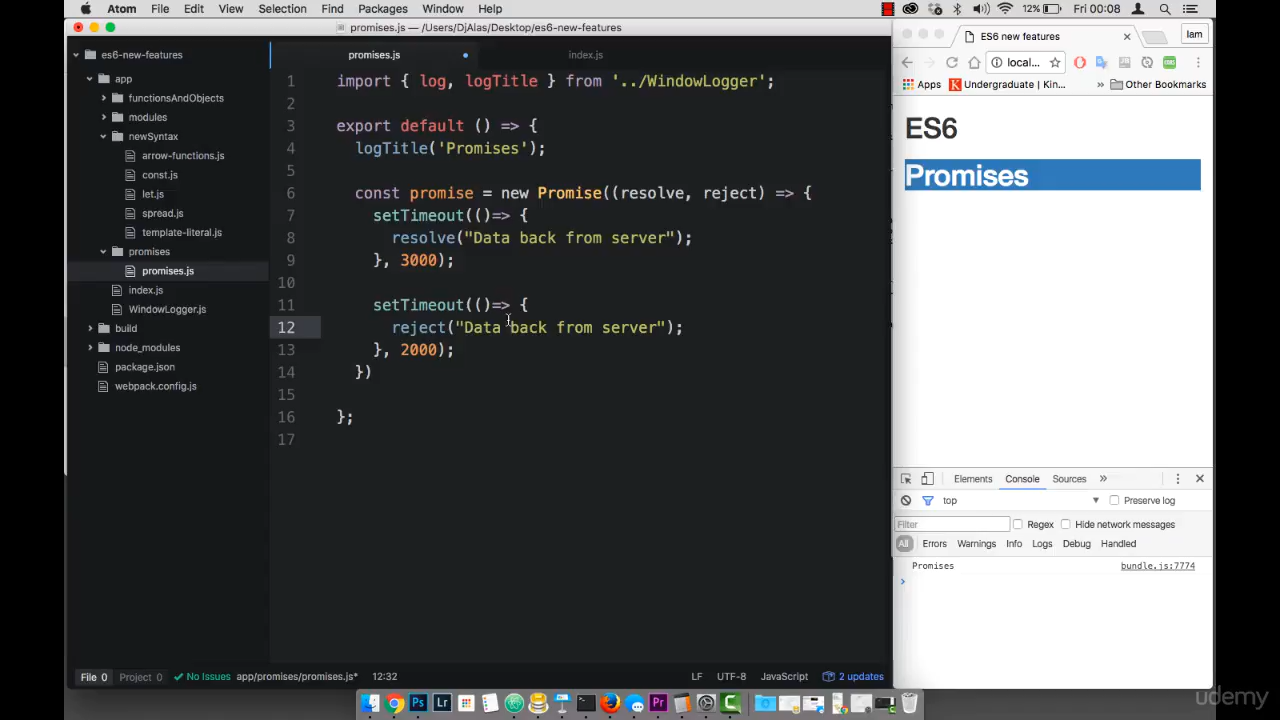 Atom File Edit View Selection Find Packages Window Help 12% Fri 00:08
promises.js — /Users/DjAlas/Desktop/es6-new-features
es6-new-features
app
functionsAndObjects
modules
newSyntax
arrow-functions.js
const.js
let.js
spread.js
template-literal.js
promises
promises.js
index.js
WindowLogger.js
build
node_modules
package.json
webpack.config.js
promises.js index.js
1 import { log, logTitle } from '../WindowLogger';
2
3 export default () => {
4 logTitle('Promises');
5
6 const promise = new Promise((resolve, reject) => {
7 setTimeout(()=> {
8 resolve("Data back from server");
9 }, 3000);
10
11 setTimeout(()=> {
12 reject("Data back from server");
13 }, 2000);
14 })
15
16 };
17
File 0 Project 0 No Issues app/promises/promises.js* 12:32 LF UTF-8 JavaScript 2 updates
ES6 new features Iam
local...
Apps Undergraduate | Kin... » Other Bookmarks
ES6
Promises
Elements Console Sources »
top Preserve log
Filter Regex Hide network messages
All Errors Warnings Info Logs Debug Handled
Promises bundle.js:7774
Ps Lr Pr
udemy